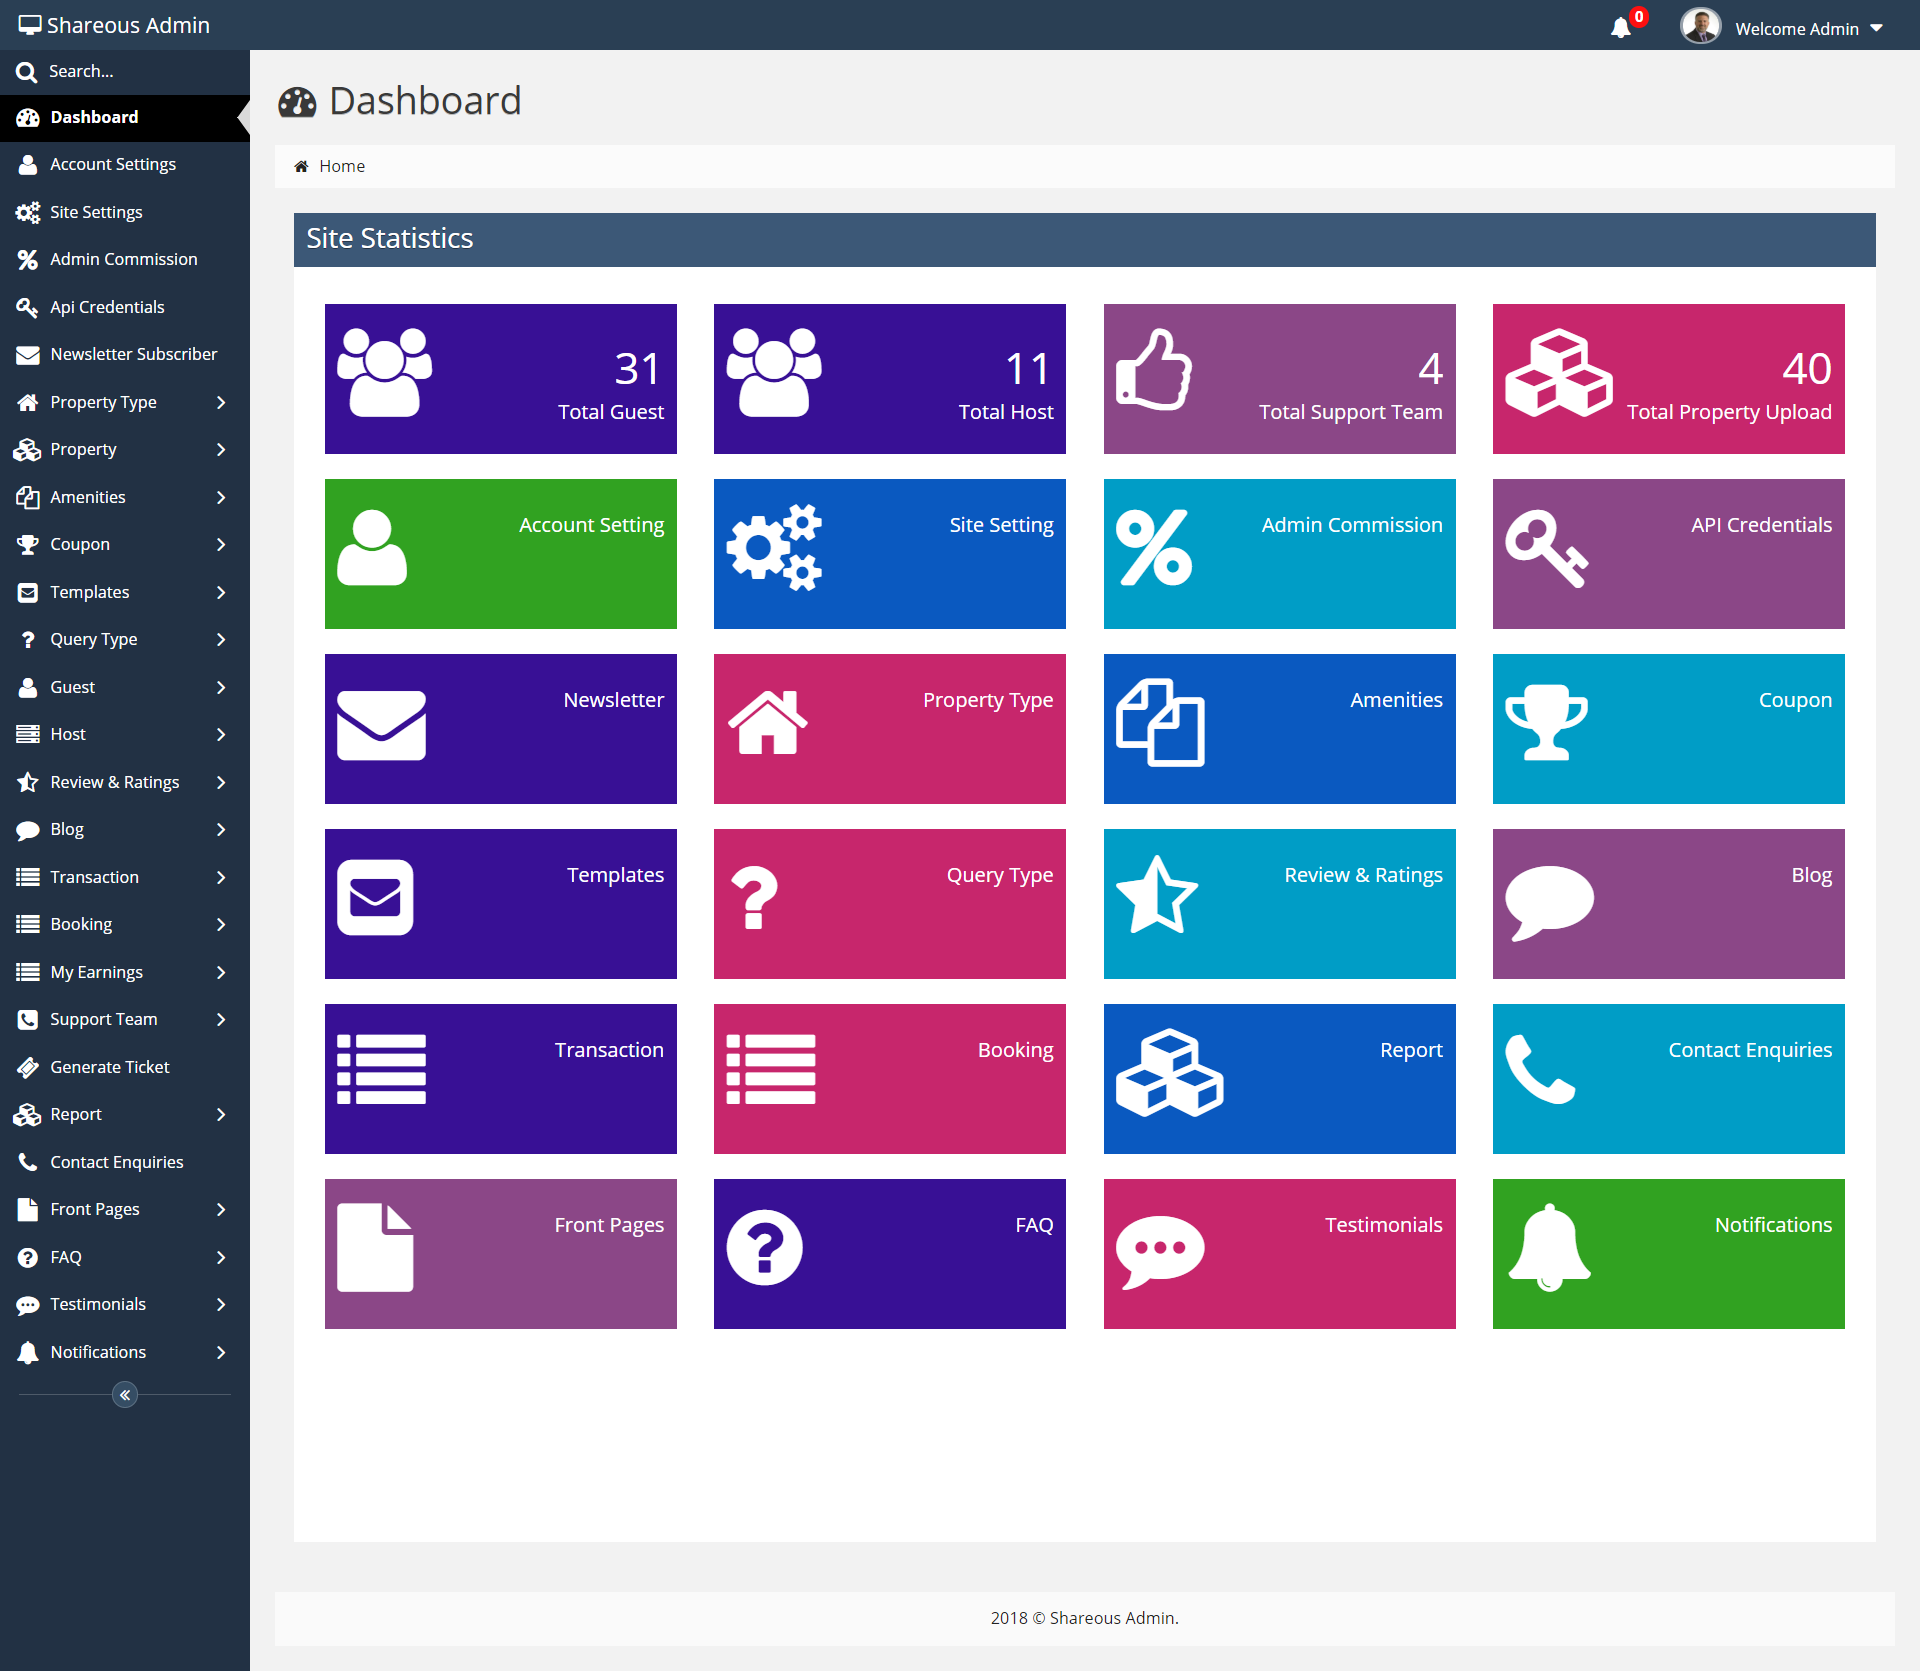 Shareous Admin
0
Welcome Admin
Search...
Dashboard
Account Settings
Site Settings
Admin Commission
Api Credentials
Newsletter Subscriber
Property Type
Property
Amenities
Coupon
Templates
Query Type
Guest
Host
Review & Ratings
Blog
Transaction
Booking
My Earnings
Support Team
Generate Ticket
Report
Contact Enquiries
Front Pages
FAQ
Testimonials
Notifications
Dashboard
Home
Site Statistics
31
Total Guest
11
Total Host
4
Total Support Team
40
Total Property Upload
Account Setting
Site Setting
Admin Commission
API Credentials
Newsletter
Property Type
Amenities
Coupon
Templates
Query Type
Review & Ratings
Blog
Transaction
Booking
Report
Contact Enquiries
Front Pages
FAQ
Testimonials
Notifications
2018 © Shareous Admin.